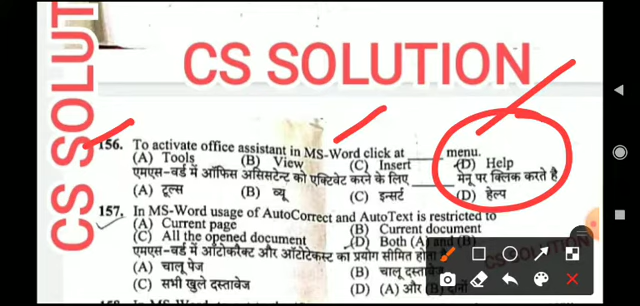 CS SOLUTION
CS SOLUT
156. To activate office assistant in MS-Word click at ____ menu.
(A) Tools (B) View (C) Insert (D) Help
एमएस-वर्ड में ऑफिस असिसटेन्ट को एक्टिवेट करने के लिए ____ मेनू पर क्लिक करते है
(A) टूल्स (B) व्यू (C) इन्सर्ट (D) हेल्प
157. In MS-Word usage of AutoCorrect and AutoText is restricted to
(A) Current page (B) Current document
(C) All the opened document (D) Both (A) and (B)
एमएस-वर्ड में ऑटोकरैक्ट और ऑटोटेकस्ट का प्रयोग सीमित होता है
(A) चालू पेज (B) चालू दस्तावेज
(C) सभी खुले दस्तावेज (D) (A) और (B) दोनों